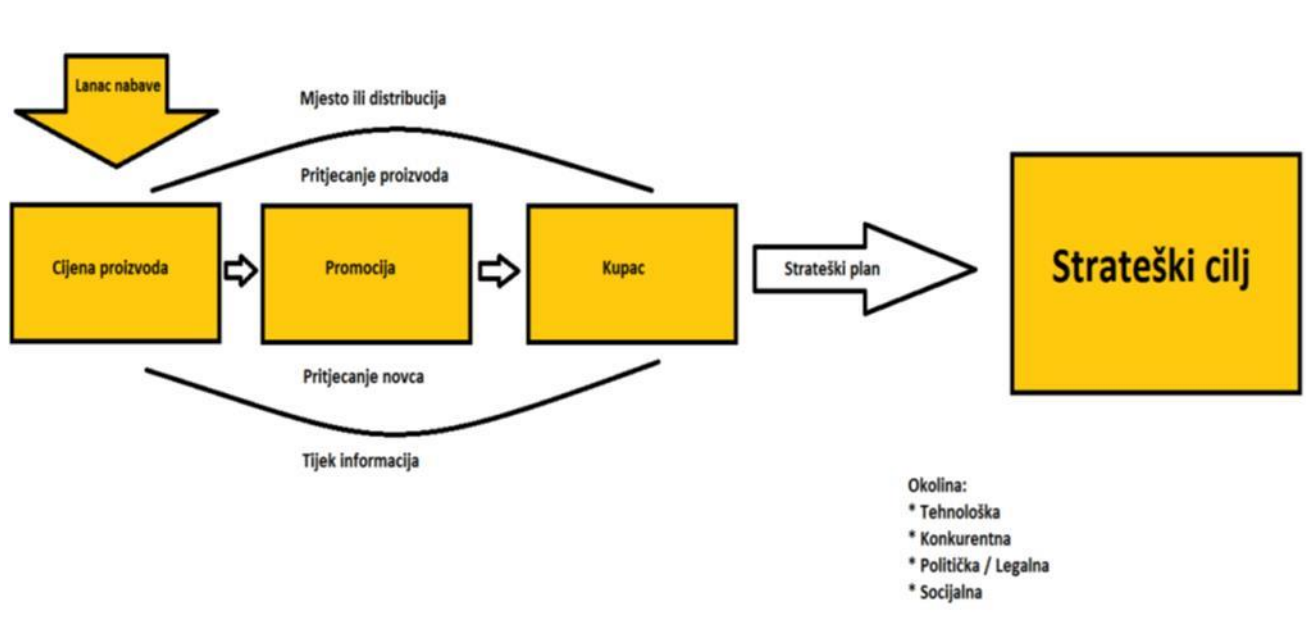 Lanac nabave
Mjesto ili distribucija
Pritjecanje proizvoda
Cijena proizvoda
Promocija
Kupac
Strateški plan
Strateški cilj
Pritjecanje novca
Tijek informacija
Okolina:
* Tehnološka
* Konkurentna
* Politička / Legalna
* Socijalna